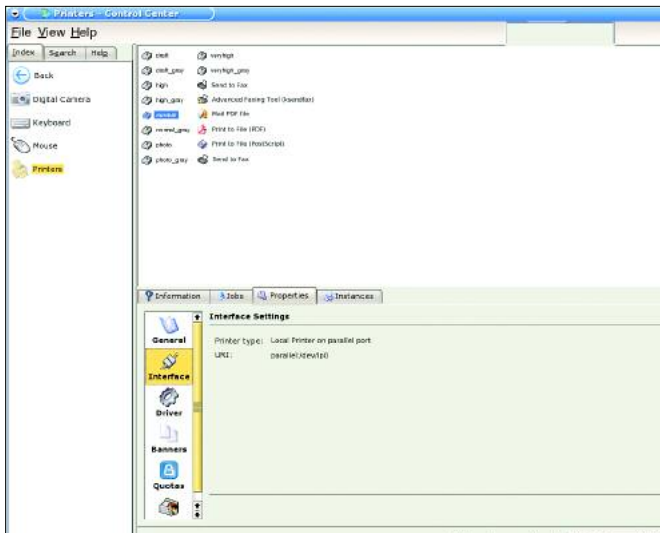 Printers - Control Center
File View Help
Index Search Help
Back
Digital Camera
Keyboard
Mouse
Printers
draft
draft_gray
high
high_gray
normal
normal_gray
photo
photo_gray
veryhigh
veryhigh_gray
Send to Fax
Advanced Faxing Tool (ksendfax)
Mail PDF File
Print to File (PDF)
Print to File (PostScript)
Send to Fax
Information Jobs Properties Instances
General
Interface
Driver
Banners
Quotas
Interface Settings
Printer type: Local Printer on parallel port
URI: parallel:/dev/lp0